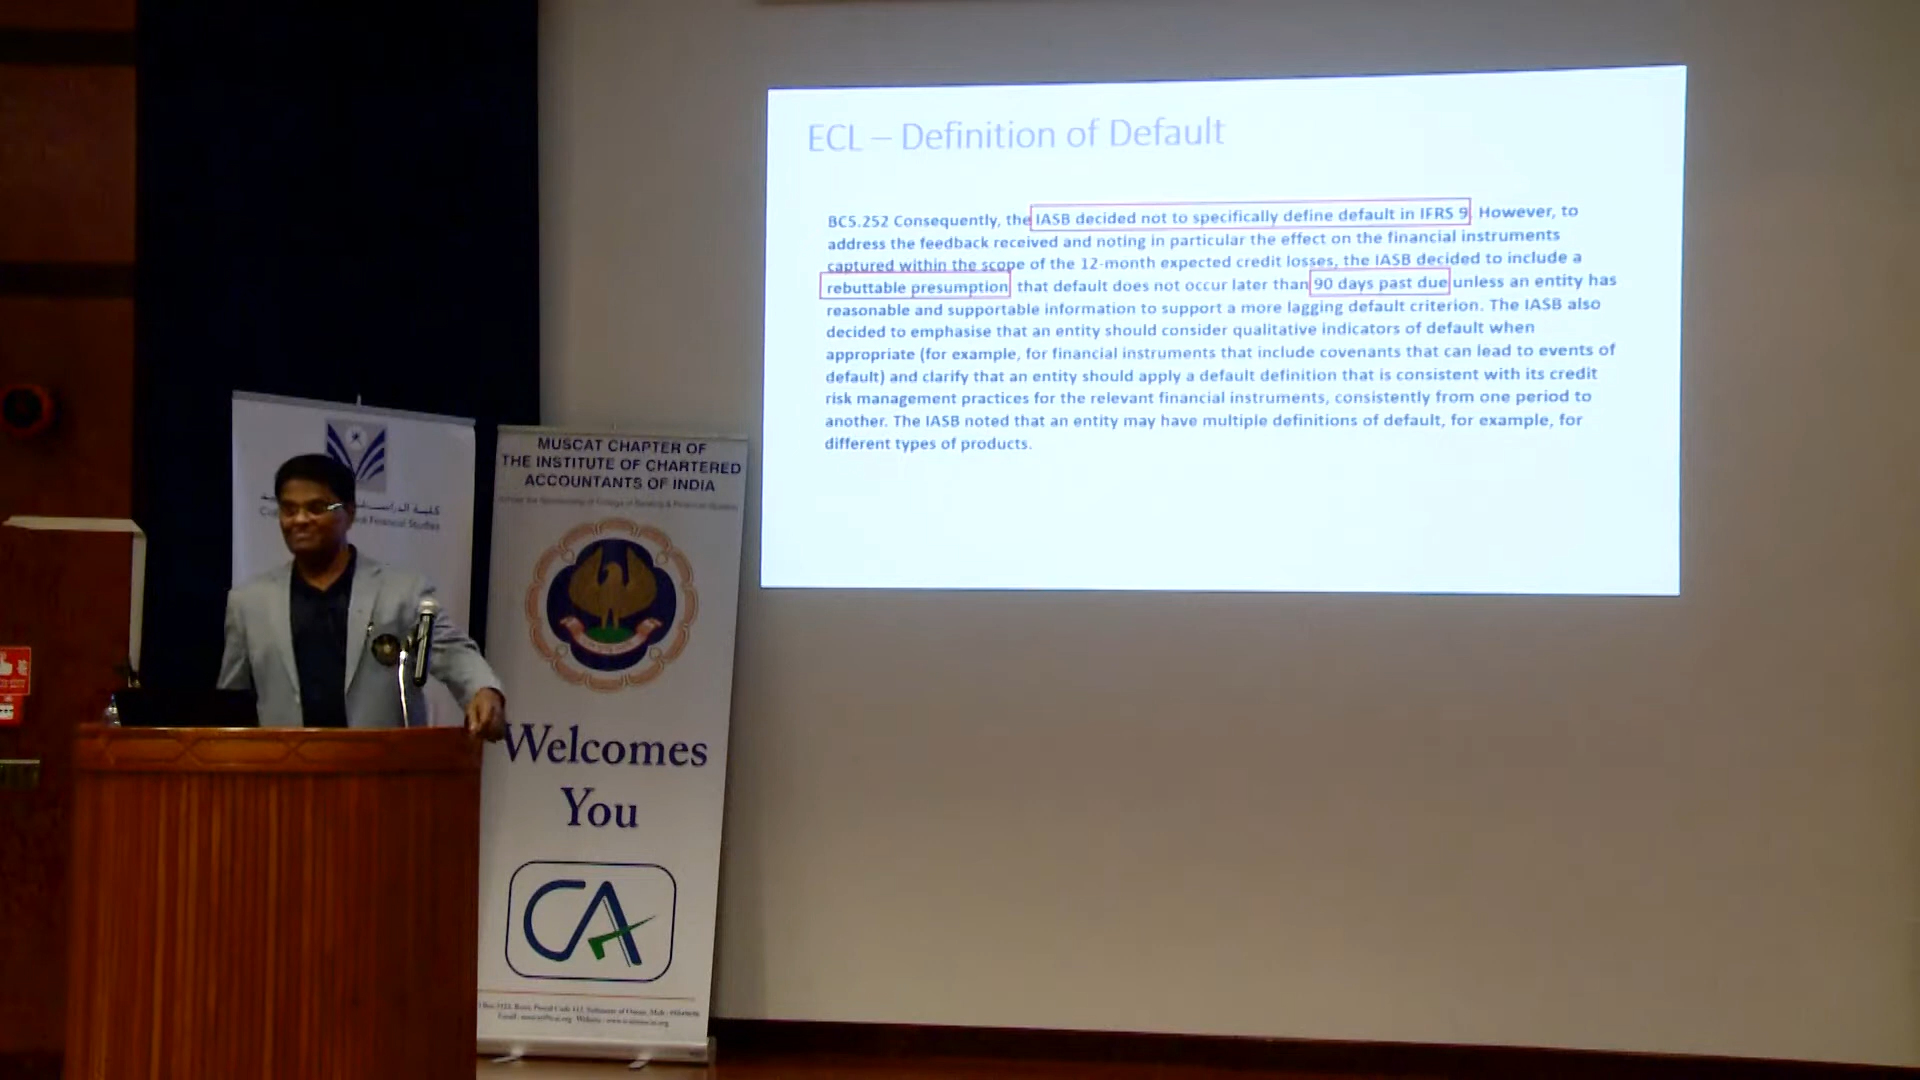 ECL – Definition of Default
BC5.252 Consequently, the IASB decided not to specifically define default in IFRS 9. However, to
address the feedback received and noting in particular the effect on the financial instruments
captured within the scope of the 12-month expected credit losses, the IASB decided to include a
rebuttable presumption that default does not occur later than 90 days past due unless an entity has
reasonable and supportable information to support a more lagging default criterion. The IASB also
decided to emphasise that an entity should consider qualitative indicators of default when
appropriate (for example, for financial instruments that include covenants that can lead to events of
default) and clarify that an entity should apply a default definition that is consistent with its credit
risk management practices for the relevant financial instruments, consistently from one period to
another. The IASB noted that an entity may have multiple definitions of default, for example, for
different types of products.
Financial Studies
MUSCAT CHAPTER OF
THE INSTITUTE OF CHARTERED
ACCOUNTANTS OF INDIA
Welcomes
You
CA